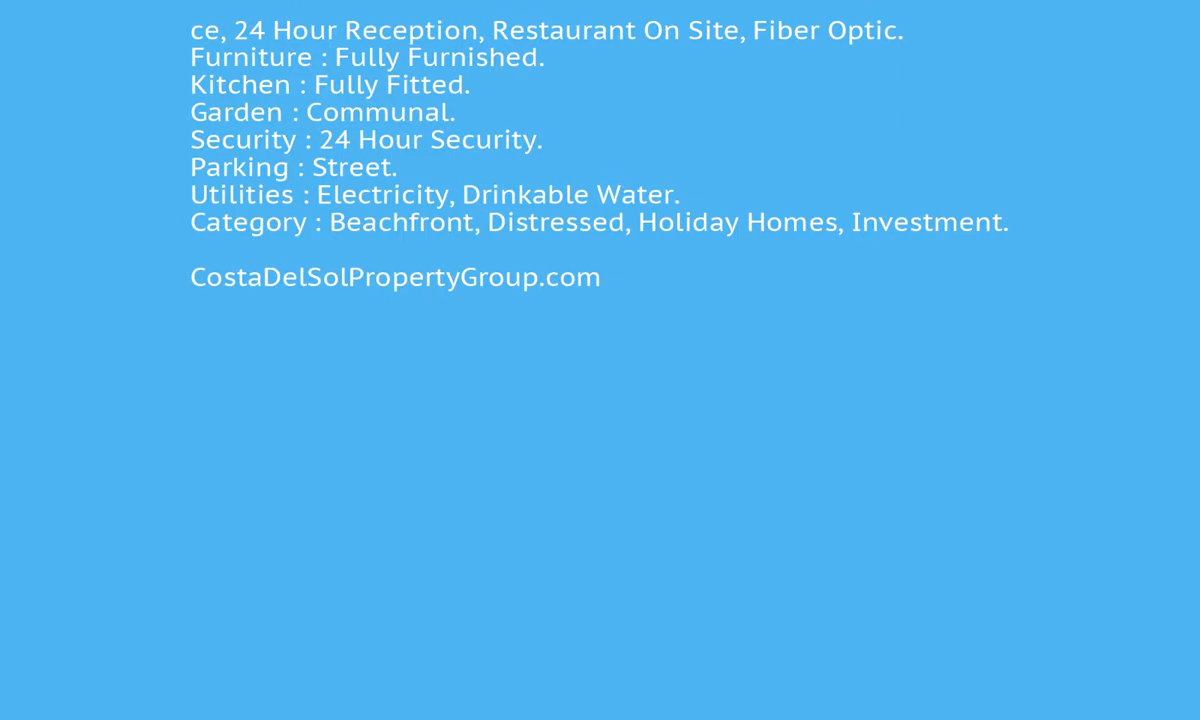 ce, 24 Hour Reception, Restaurant On Site, Fiber Optic.
Furniture : Fully Furnished.
Kitchen : Fully Fitted.
Garden : Communal.
Security : 24 Hour Security.
Parking : Street.
Utilities : Electricity, Drinkable Water.
Category : Beachfront, Distressed, Holiday Homes, Investment.
CostaDelSolPropertyGroup.com